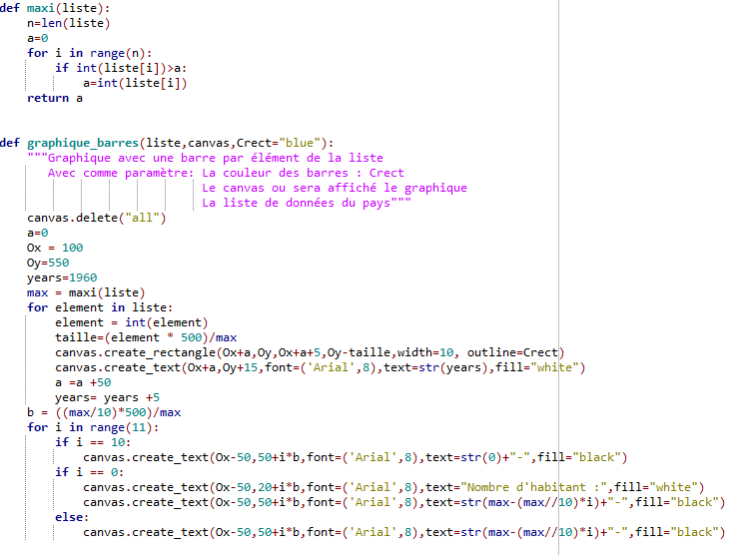 def maxi(liste):
    n=len(liste)
    a=0
    for i in range(n):
        if int(liste[i])>a:
            a=int(liste[i])
    return a

def graphique_barres(liste,canvas,Crect="blue"):
    """Graphique avec une barre par élément de la liste
       Avec comme paramètre: La couleur des barres : Crect
                             Le canvas ou sera affiché le graphique
                             La liste de données du pays"""
    canvas.delete("all")
    a=0
    Ox = 100
    Oy=550
    years=1960
    max = maxi(liste)
    for element in liste:
        element = int(element)
        taille=(element * 500)/max
        canvas.create_rectangle(Ox+a,Oy,Ox+a+5,Oy-taille,width=10, outline=Crect)
        canvas.create_text(Ox+a,Oy+15,font=('Arial',8),text=str(years),fill="white")
        a =a +50
        years= years +5
    b = ((max/10)*500)/max
    for i in range(11):
        if i == 10:
            canvas.create_text(Ox-50,50+i*b,font=('Arial',8),text=str(0)+"-",fill="black")
        if i == 0:
            canvas.create_text(Ox-50,20+i*b,font=('Arial',8),text="Nombre d'habitant :",fill="white")
            canvas.create_text(Ox-50,50+i*b,font=('Arial',8),text=str(max-(max//10)*i)+"-",fill="black")
        else:
            canvas.create_text(Ox-50,50+i*b,font=('Arial',8),text=str(max-(max//10)*i)+"-",fill="black")